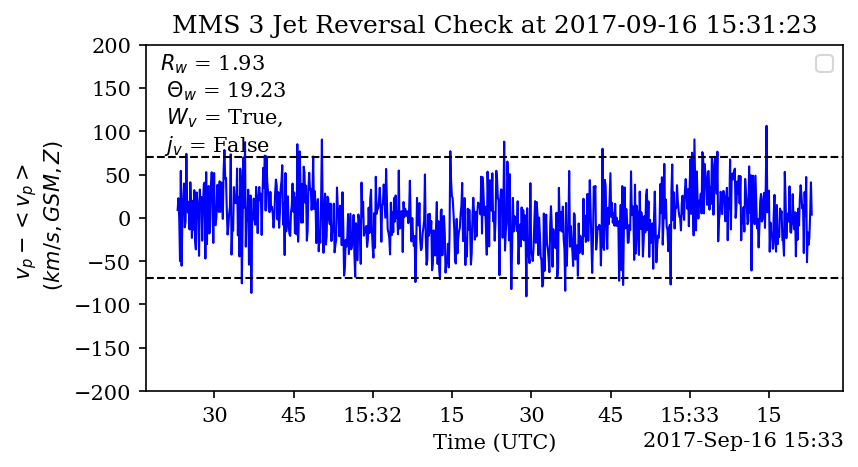 MMS 3 Jet Reversal Check at 2017-09-16 15:31:23
R_w = 1.93
Θ_w = 19.23
W_v = True,
j_v = False
v_p − < v_p >
(km/s, GSM, Z)
200
150
100
50
0
−50
−100
−150
−200
30 45 15:32 15 30 45 15:33 15
Time (UTC)
2017-Sep-16 15:33